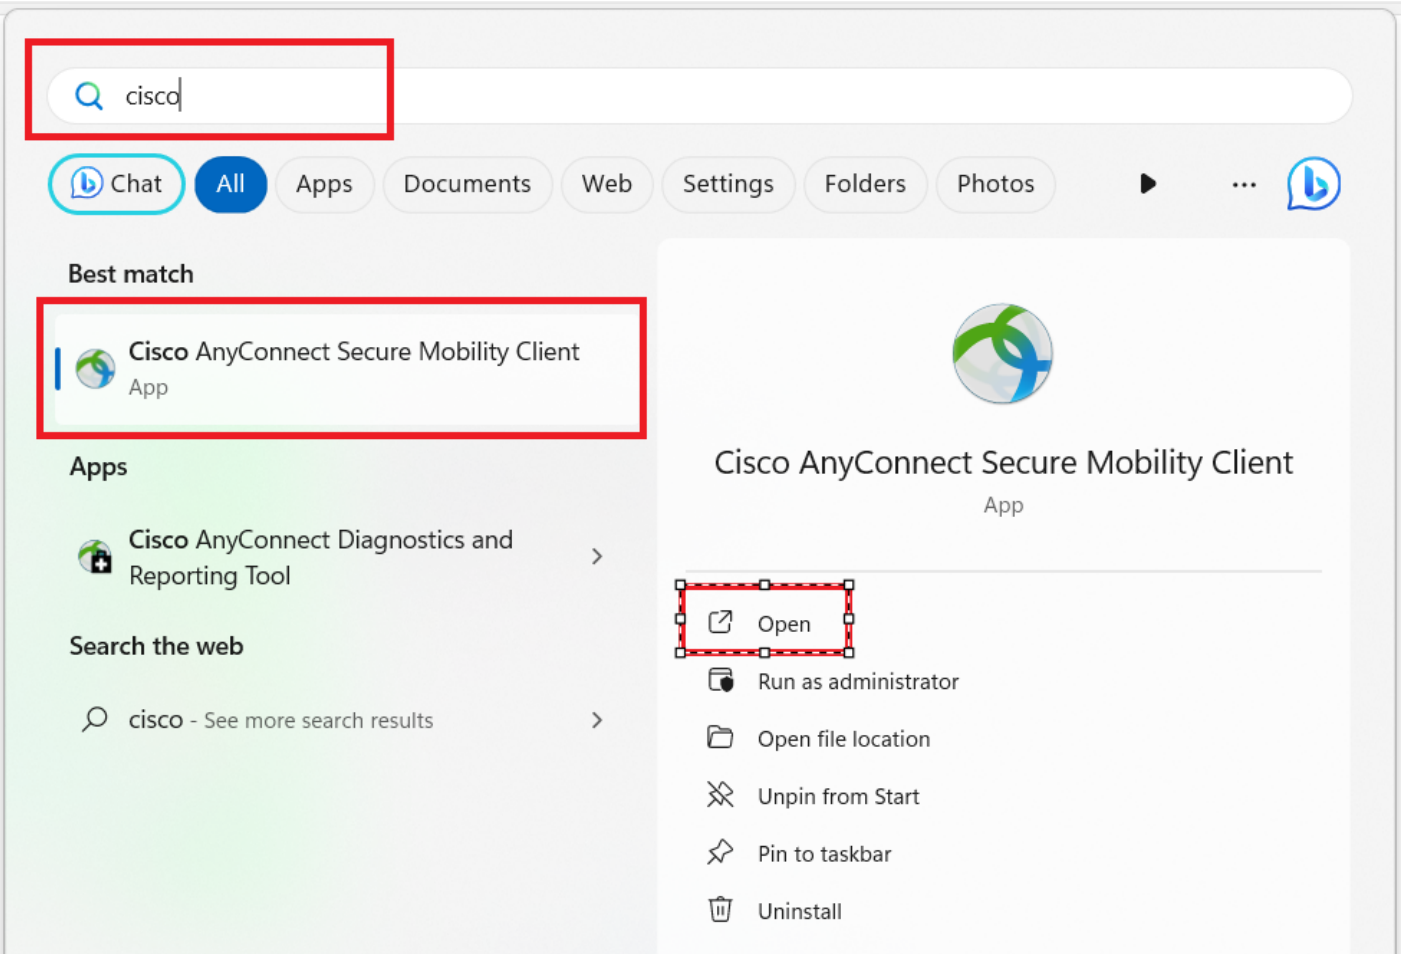 cisco
Chat
All
Apps
Documents
Web
Settings
Folders
Photos
Best match
Cisco AnyConnect Secure Mobility Client
App
Apps
Cisco AnyConnect Diagnostics and
Reporting Tool
Search the web
cisco - See more search results
Cisco AnyConnect Secure Mobility Client
App
Open
Run as administrator
Open file location
Unpin from Start
Pin to taskbar
Uninstall